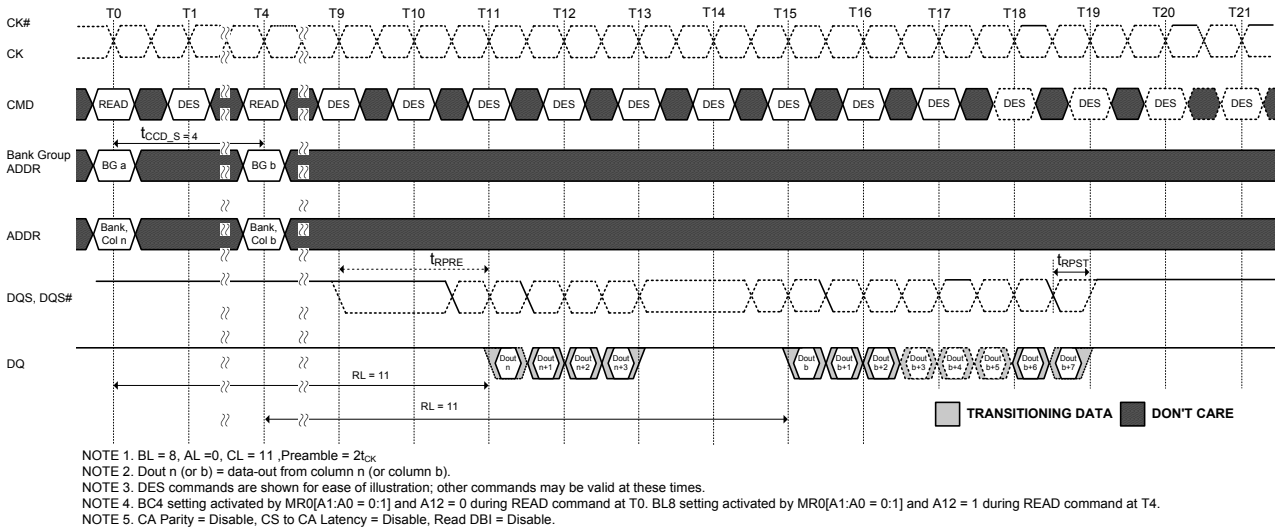 T0 T1 T4 T9 T10 T11 T12 T13 T14 T15 T16 T17 T18 T19 T20 T21
CK#
CK
CMD READ DES READ DES DES DES DES DES DES DES DES DES DES DES DES DES
tCCD_S = 4
Bank Group
ADDR
BG a BG b
ADDR
Bank,
Col n
Bank,
Col b
tRPRE tRPST
DQS, DQS#
DQ
Dout
n
Dout
n+1
Dout
n+2
Dout
n+3
Dout
b
Dout
b+1
Dout
b+2
Dout
b+3
Dout
b+4
Dout
b+5
Dout
b+6
Dout
b+7
RL = 11
RL = 11
TRANSITIONING DATA DON'T CARE
NOTE 1. BL = 8, AL =0, CL = 11 ,Preamble = 2tCK
NOTE 2. Dout n (or b) = data-out from column n (or column b).
NOTE 3. DES commands are shown for ease of illustration; other commands may be valid at these times.
NOTE 4. BC4 setting activated by MR0[A1:A0 = 0:1] and A12 = 0 during READ command at T0. BL8 setting activated by MR0[A1:A0 = 0:1] and A12 = 1 during READ command at T4.
NOTE 5. CA Parity = Disable, CS to CA Latency = Disable, Read DBI = Disable.